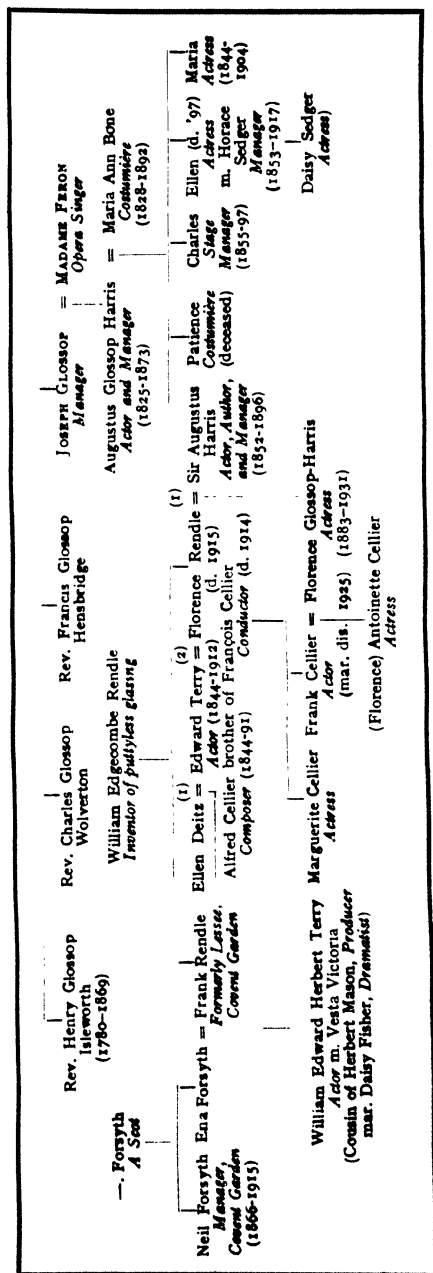 Rev. Henry Glossop
Isleworth
(1780-1869)
Rev. Charles Glossop
Wolverton
Rev. Francis Glossop
Hensbridge
JOSEPH GLOSSOP = MADAME FERON
Manager
Opera Singer
—. Forsyth
A Scot
William Edgecombe Rendle
Inventor of puttyless glasing
Augustus Glossop Harris = Maria Ann Bone
Actor and Manager
Costumière
(1825-1873)
(1828-1892)
Neil Forsyth
Manager,
Covent Garden
(1866-1915)
Ena Forsyth = Frank Rendle
Formerly Lessee,
Covent Garden
(1) (2) (1)
Ellen Deitz = Edward Terry = Florence Rendle = Sir Augustus
Harris
Actor (1844-1912) (d. 1915)
Actor, Author,
and Manager
(1852-1896)
Alfred Cellier brother of François Cellier
Composer (1844-91)
Conductor (d. 1914)
Patience
Costumière
(deceased)
Charles
Stage
Manager
(1855-97)
Ellen (d. '97)
Actress
m. Horace
Sedger
Manager
(1853-1917)
Maria
Actress
(1844-
1904)
William Edward Herbert Terry
Actor m. Vesta Victoria
(Cousin of Herbert Mason, Producer
mar. Daisy Fisher, Dramatist)
Marguerite Cellier
Actress
Frank Cellier = Florence Glossop-Harris
Actor
Actress
(mar. dis. 1925) (1883-1931)
Daisy Sedger
Actress)
(Florence) Antoinette Cellier
Actress